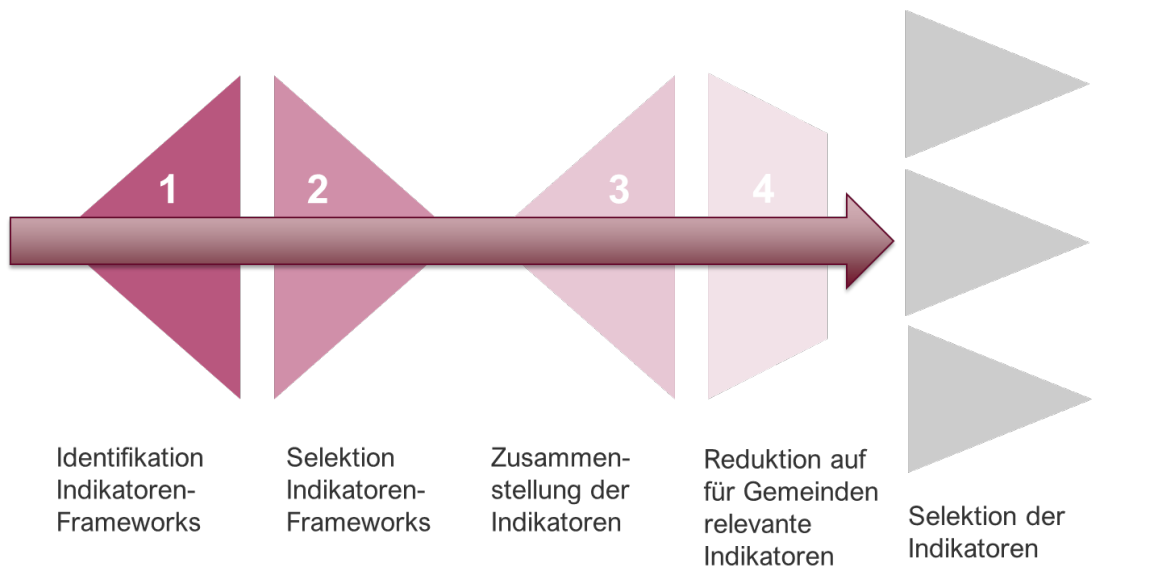 1
2
3
4
Identifikation
Indikatoren-
Frameworks
Selektion
Indikatoren-
Frameworks
Zusammen-
stellung der
Indikatoren
Reduktion auf
für Gemeinden
relevante
Indikatoren
Selektion der
Indikatoren